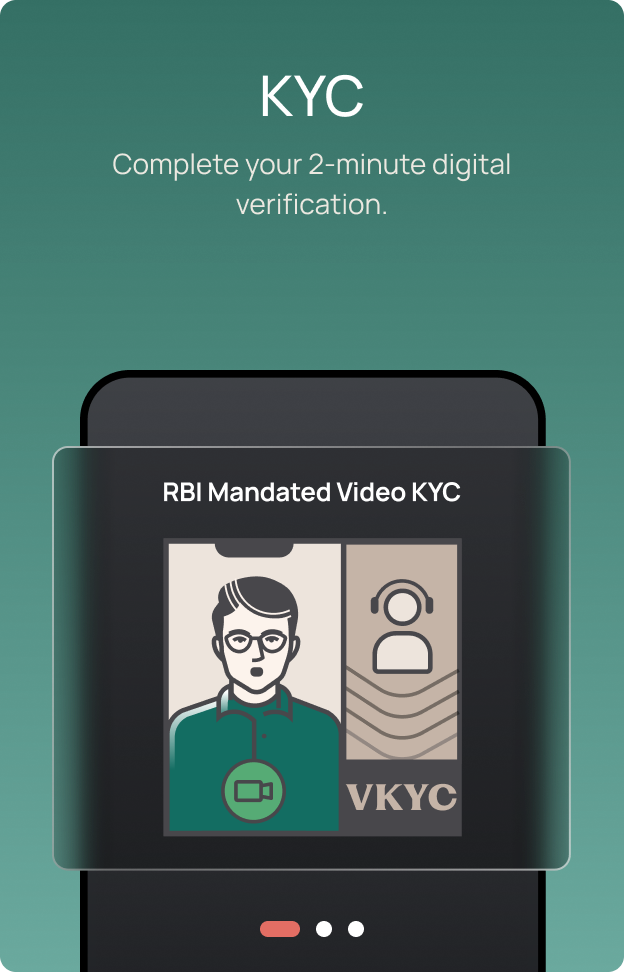 KYC
Complete your 2-minute digital
verification.
RBI Mandated Video KYC
VKYC